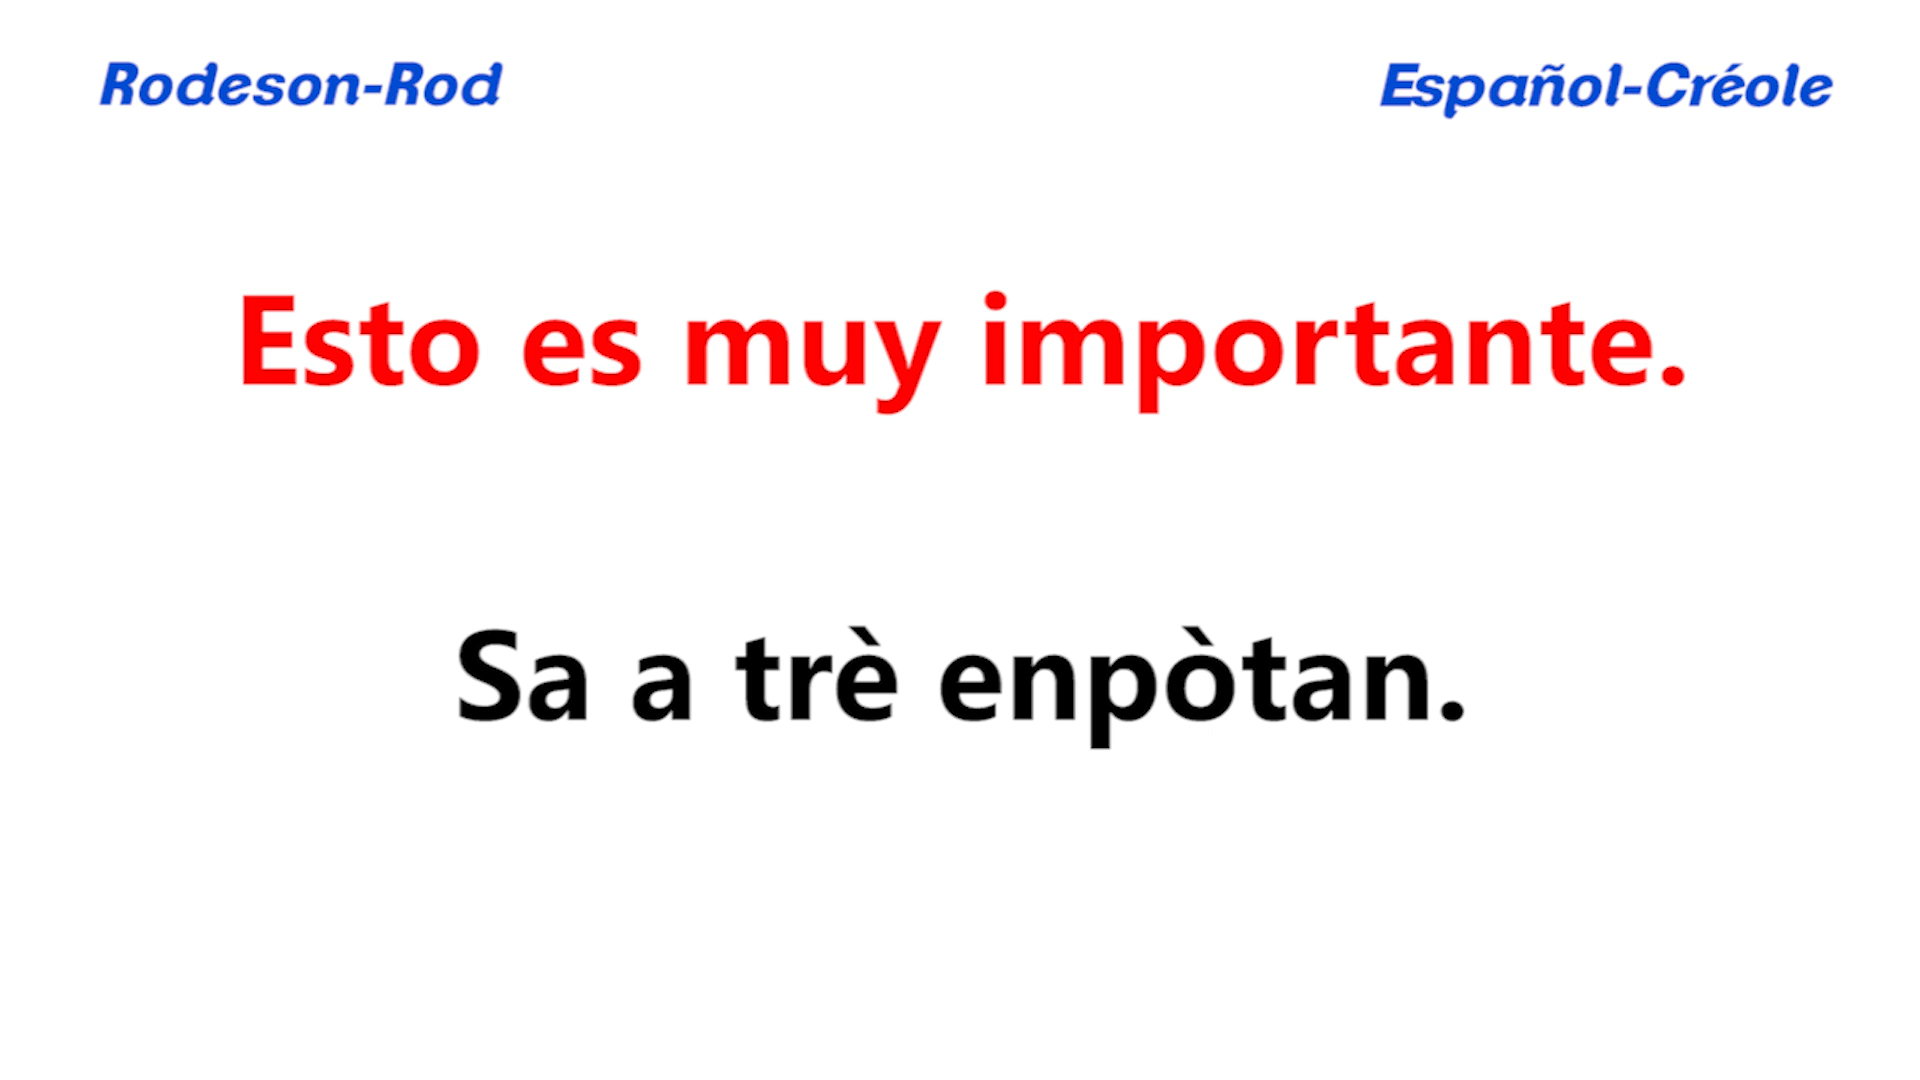 Rodeson-Rod
Español-Créole
Esto es muy importante.
Sa a trè enpòtan.